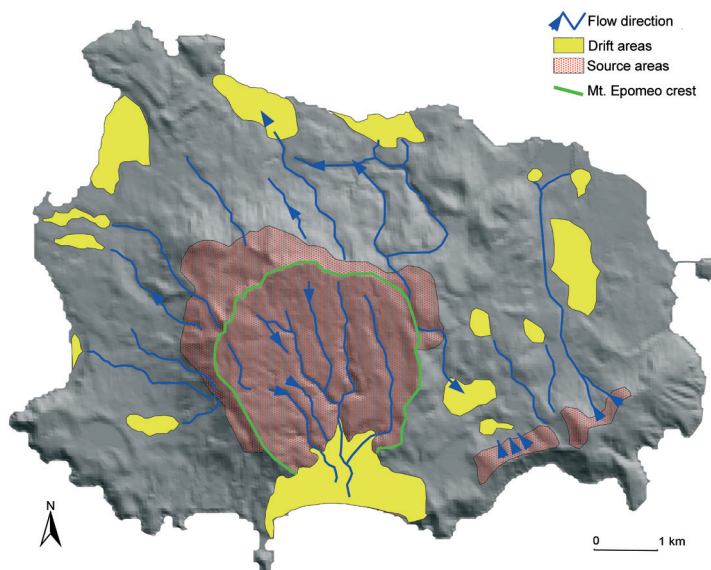 Flow direction
Drift areas
Source areas
Mt. Epomeo crest
N
0 1 km